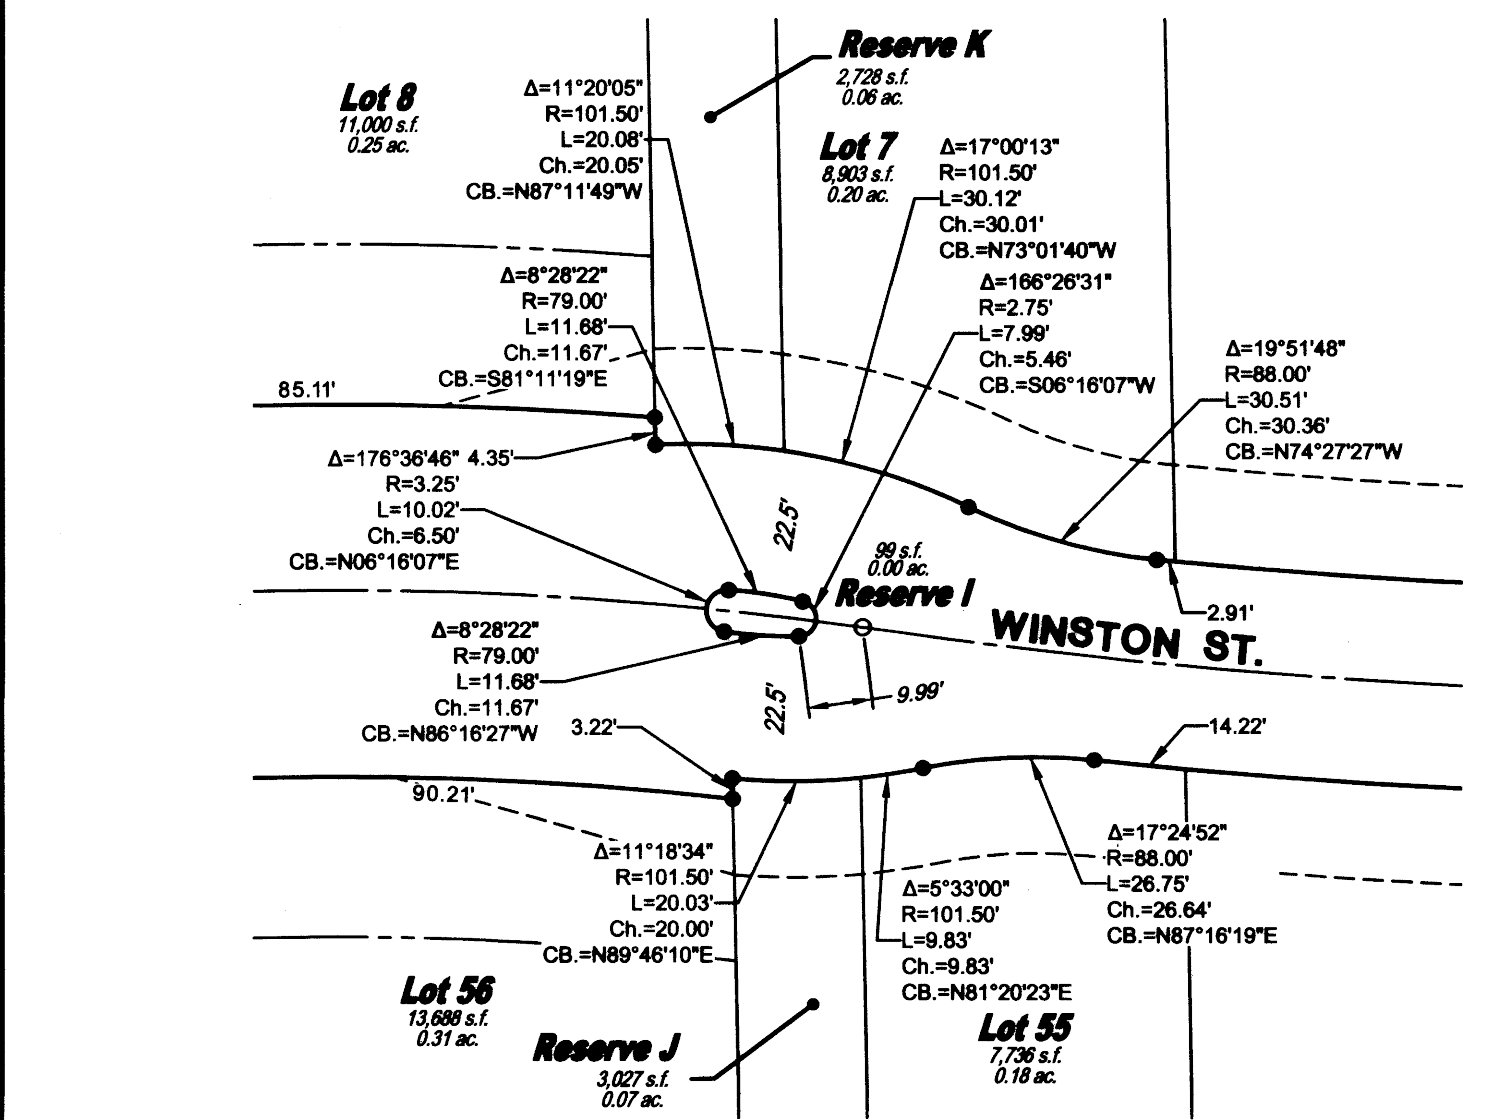 Reserve K
2,728 s.f.
0.06 ac.
Lot 8
11,000 s.f.
0.25 ac.
Δ=11°20'05"
R=101.50'
L=20.08'
Ch.=20.05'
CB.=N87°11'49"W
Lot 7
8,903 s.f.
0.20 ac.
Δ=17°00'13"
R=101.50'
L=30.12'
Ch.=30.01'
CB.=N73°01'40"W
Δ=8°28'22"
R=79.00'
L=11.68'
Ch.=11.67'
CB.=S81°11'19"E
Δ=166°26'31"
R=2.75'
L=7.99'
Ch.=5.46'
CB.=S06°16'07"W
Δ=19°51'48"
R=88.00'
L=30.51'
Ch.=30.36'
CB.=N74°27'27"W
85.11'
Δ=176°36'46" 4.35'
R=3.25'
L=10.02'
Ch.=6.50'
CB.=N06°16'07"E
22.5'
99 s.f.
0.00 ac.
Reserve I
2.91'
WINSTON ST.
Δ=8°28'22"
R=79.00'
L=11.68'
Ch.=11.67'
CB.=N86°16'27"W
3.22'
22.5'
9.99'
14.22'
90.21'
Δ=11°18'34"
R=101.50'
L=20.03'
Ch.=20.00'
CB.=N89°46'10"E
Δ=5°33'00"
R=101.50'
L=9.83'
Ch.=9.83'
CB.=N81°20'23"E
Δ=17°24'52"
R=88.00'
L=26.75'
Ch.=26.64'
CB.=N87°16'19"E
Lot 56
13,688 s.f.
0.31 ac.
Reserve J
3,027 s.f.
0.07 ac.
Lot 55
7,736 s.f.
0.18 ac.